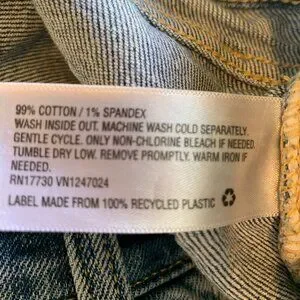 99% COTTON / 1% SPANDEX
WASH INSIDE OUT. MACHINE WASH COLD SEPARATELY.
GENTLE CYCLE. ONLY NON-CHLORINE BLEACH IF NEEDED.
TUMBLE DRY LOW. REMOVE PROMPTLY. WARM IRON IF
NEEDED.
RN17730 VN1247024
LABEL MADE FROM 100% RECYCLED PLASTIC